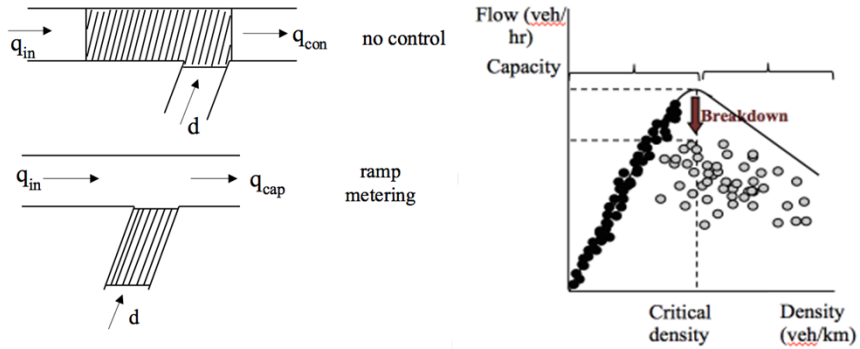 q_in
q_con
no control
d
q_in
q_cap
ramp
metering
d
Flow (veh/
hr)
Capacity
Breakdown
Critical
density
Density
(veh/km)